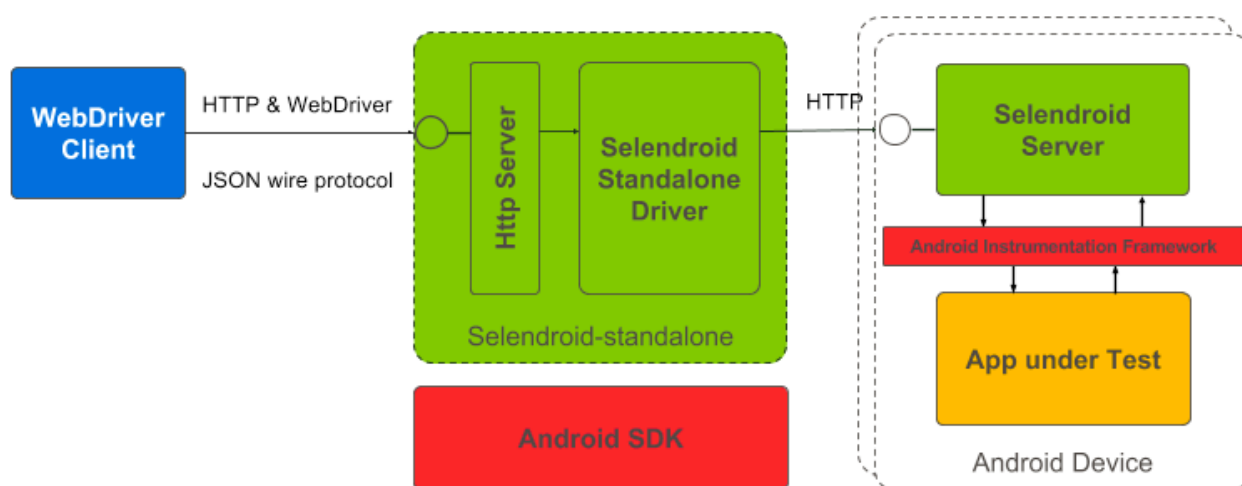 WebDriver
Client
HTTP & WebDriver
JSON wire protocol
Http Server
Selendroid
Standalone
Driver
Selendroid-standalone
Android SDK
HTTP
Selendroid
Server
Android Instrumentation Framework
App under Test
Android Device